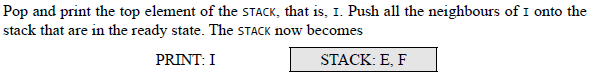 Pop and print the top element of the STACK, that is, I. Push all the neighbours of I onto the
stack that are in the ready state. The STACK now becomes
PRINT: I STACK: E, F